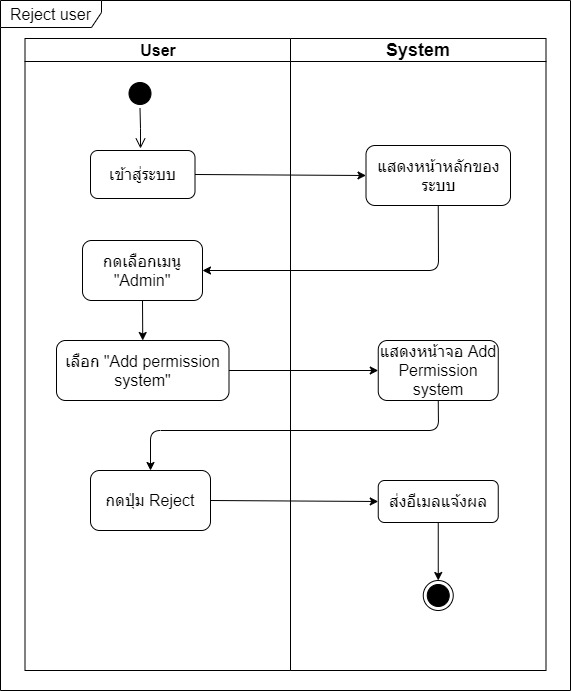 Reject user
User
System
เข้าสู่ระบบ
แสดงหน้าหลักของ
ระบบ
กดเลือกเมนู
"Admin"
เลือก "Add permission
system"
แสดงหน้าจอ Add
Permission
system
กดปุ่ม Reject
ส่งอีเมลแจ้งผล